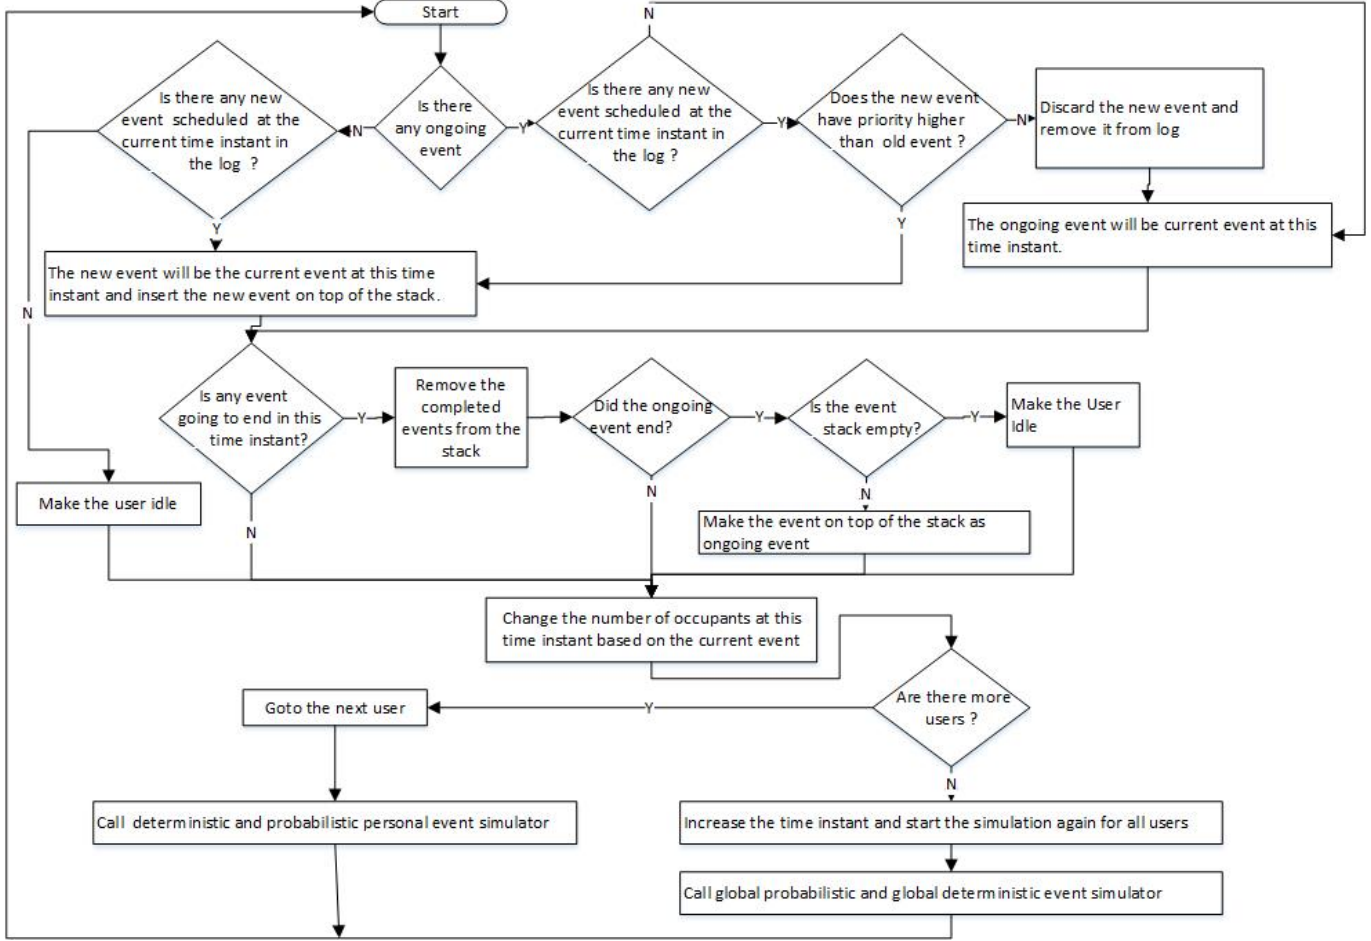 Start
N
Is there any new
event scheduled at the
current time instant in
the log ?
N
Is there
any ongoing
event
Y
Is there any new
event scheduled at the
current time instant in
the log ?
Y
Does the new event
have priority higher
than old event ?
N
Discard the new event and
remove it from log
Y
Y
The ongoing event will be current event at this
time instant.
The new event will be the current event at this time
instant and insert the new event on top of the stack.
N
Is any event
going to end in this
time instant?
Y
Remove the
completed
events from the
stack
Did the ongoing
event end?
Y
Is the event
stack empty?
Y
Make the User
Idle
Make the user idle
N
N
N
Make the event on top of the stack as
ongoing event
Change the number of occupants at this
time instant based on the current event
Goto the next user
Y
Are there more
users ?
N
Call deterministic and probabilistic personal event simulator
Increase the time instant and start the simulation again for all users
Call global probabilistic and global deterministic event simulator